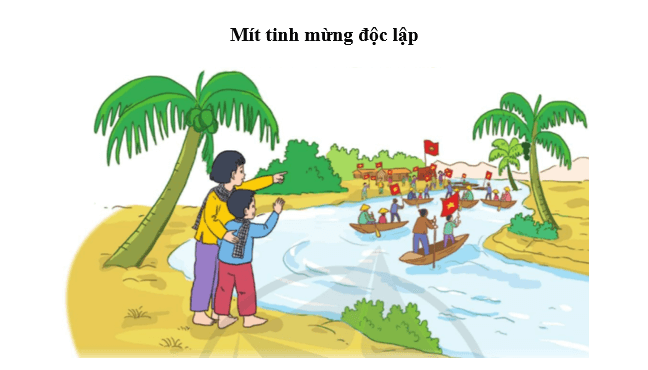 Mít tinh mừng độc lập